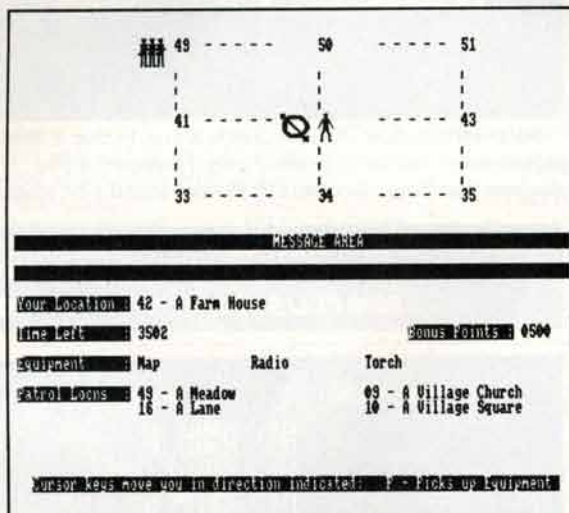 49 - - - - - 50 - - - - - 51
41 - - - - - 43
33 - - - - - 34 - - - - - 35
MESSAGE AREA
Your Location : 42 - A Farm House
Time Left : 3502 Bonus Points : 0500
Equipment : Map Radio Torch
Patrol Locns : 49 - A Meadow 09 - A Village Church
16 - A Lane 10 - A Village Square
Cursor keys move you in direction indicated. P - Picks up Equipment